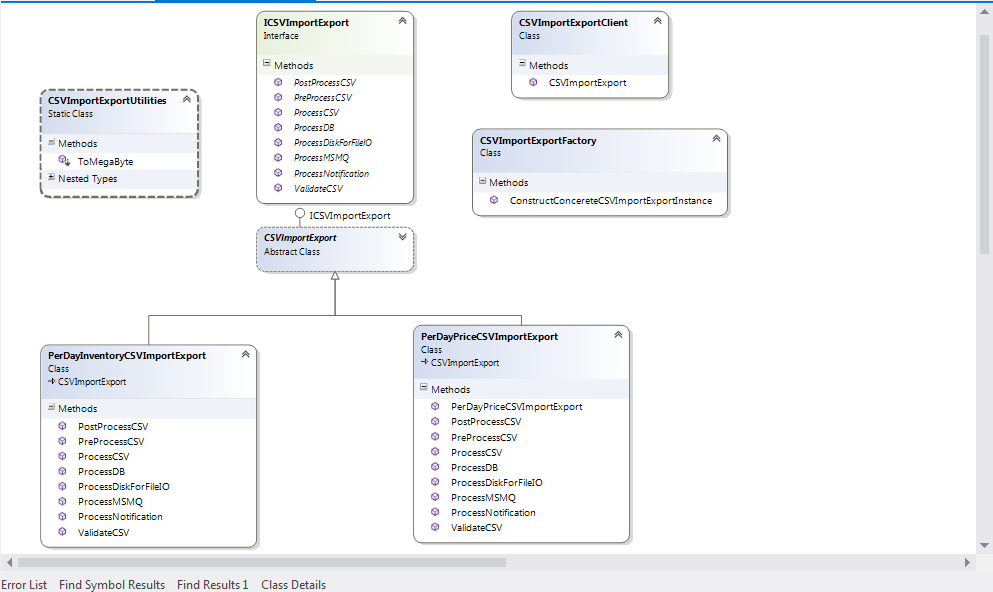 ICSVImportExport
Interface
Methods
PostProcessCSV
PreProcessCSV
ProcessCSV
ProcessDB
ProcessDiskForFileIO
ProcessMSMQ
ProcessNotification
ValidateCSV
CSVImportExportClient
Class
Methods
CSVImportExport
CSVImportExportUtilities
Static Class
Methods
ToMegaByte
Nested Types
CSVImportExportFactory
Class
Methods
ConstructConcereteCSVImportExportInstance
ICSVImportExport
CSVImportExport
Abstract Class
PerDayInventoryCSVImportExport
Class
CSVImportExport
Methods
PostProcessCSV
PreProcessCSV
ProcessCSV
ProcessDB
ProcessDiskForFileIO
ProcessMSMQ
ProcessNotification
ValidateCSV
PerDayPriceCSVImportExport
Class
CSVImportExport
Methods
PerDayPriceCSVImportExport
PostProcessCSV
PreProcessCSV
ProcessCSV
ProcessDB
ProcessDiskForFileIO
ProcessMSMQ
ProcessNotification
ValidateCSV
Error List Find Symbol Results Find Results 1 Class Details